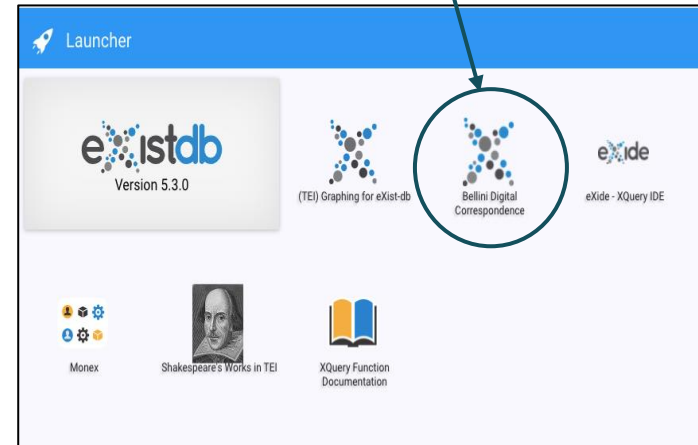 Launcher
eXistdb
Version 5.3.0
(TEI) Graphing for eXist-db
Bellini Digital
Correspondence
eXide
eXide - XQuery IDE
Monex
Shakespeare's Works in TEI
XQuery Function
Documentation